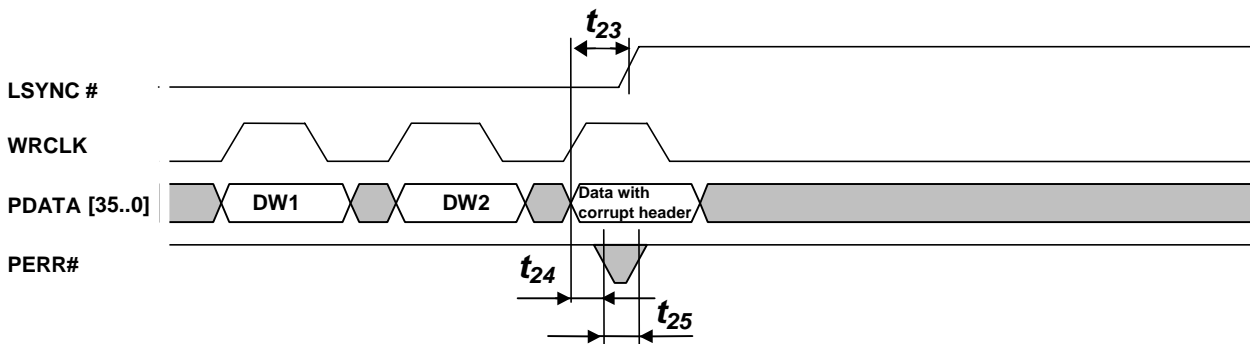 t23
LSYNC #
WRCLK
PDATA [35..0]
DW1
DW2
Data with
corrupt header
PERR#
t24
t25